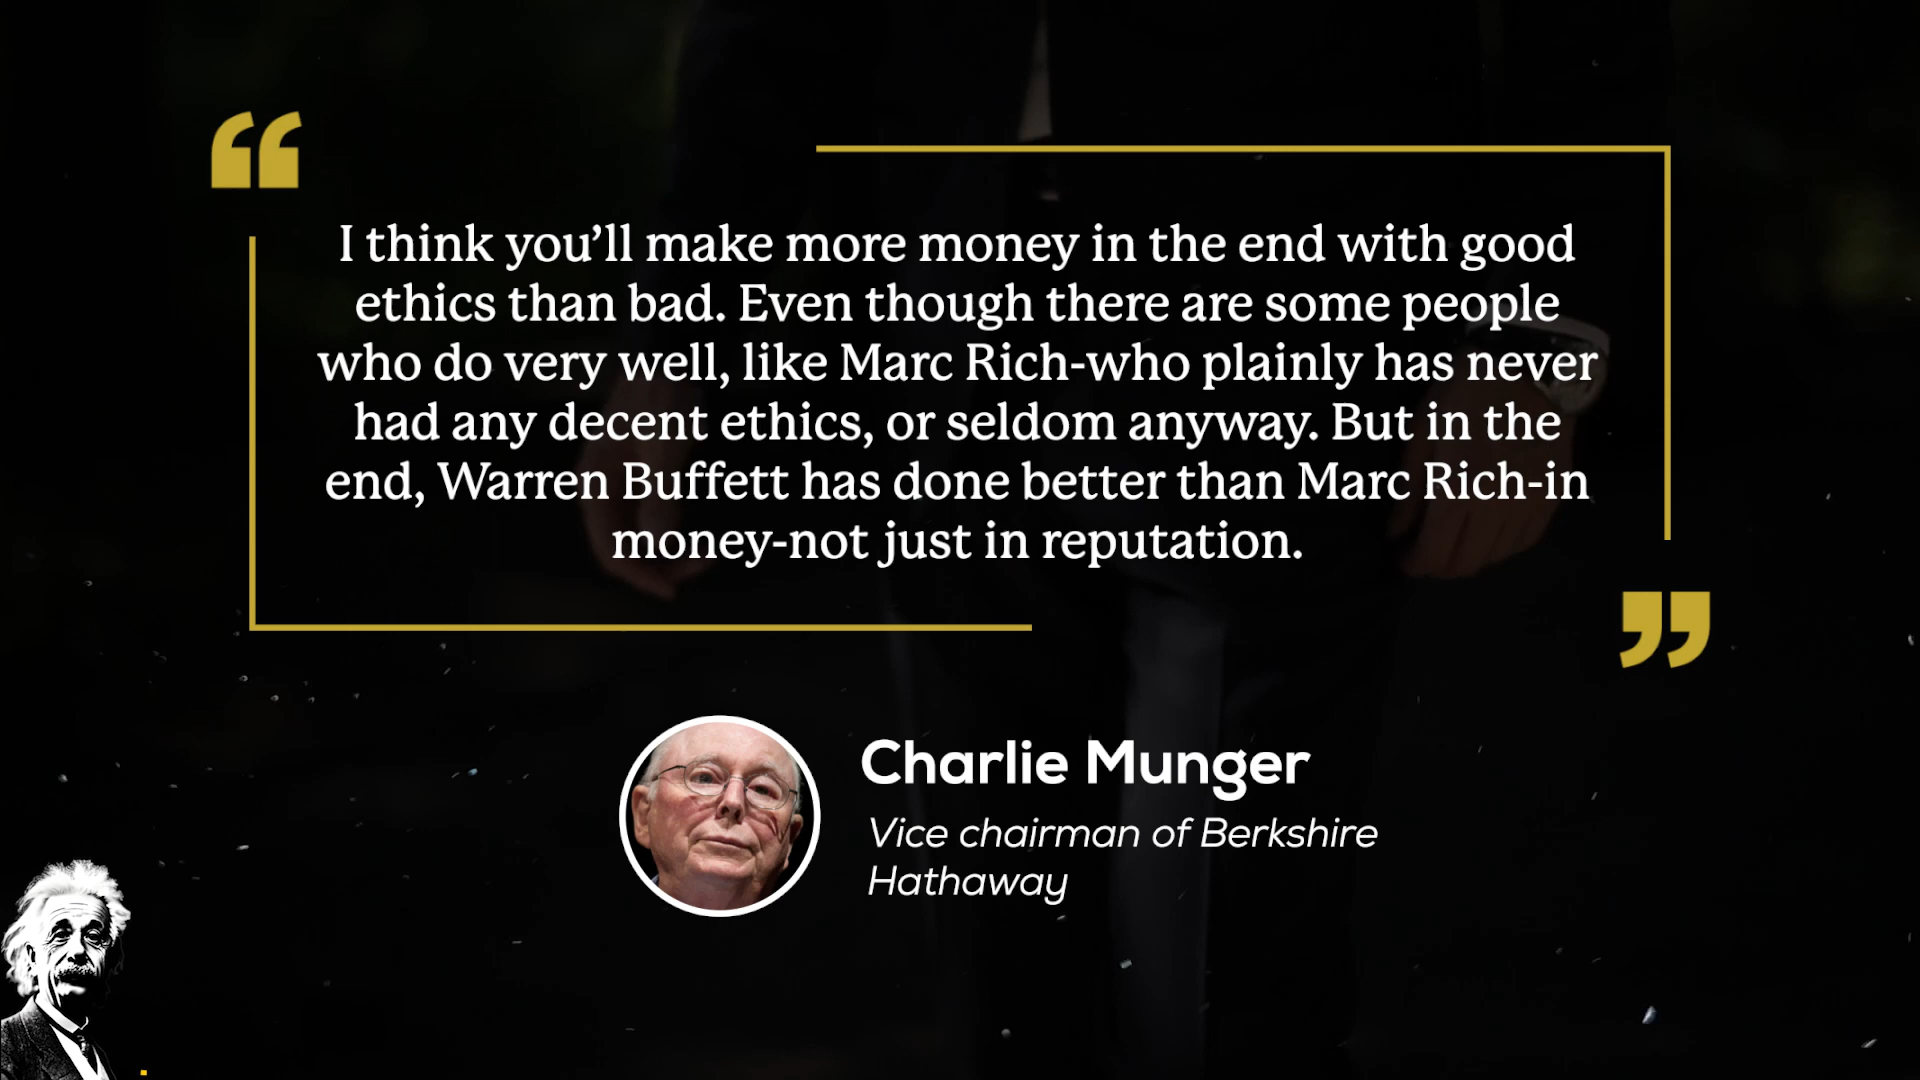 “
I think you’ll make more money in the end with good
ethics than bad. Even though there are some people
who do very well, like Marc Rich-who plainly has never
had any decent ethics, or seldom anyway. But in the
end, Warren Buffett has done better than Marc Rich-in
money-not just in reputation.
”
Charlie Munger
Vice chairman of Berkshire
Hathaway